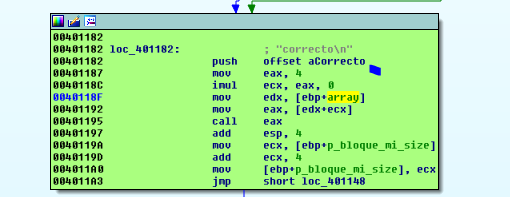 00401182
00401182 loc_401182: ; "correcto\n"
00401182 push offset aCorrecto
00401187 mov eax, 4
0040118C imul ecx, eax, 0
0040118F mov edx, [ebp+array]
00401192 mov eax, [edx+ecx]
00401195 call eax
00401197 add esp, 4
0040119A mov ecx, [ebp+p_bloque_mi_size]
0040119D add ecx, 4
004011A0 mov [ebp+p_bloque_mi_size], ecx
004011A3 jmp short loc_401148